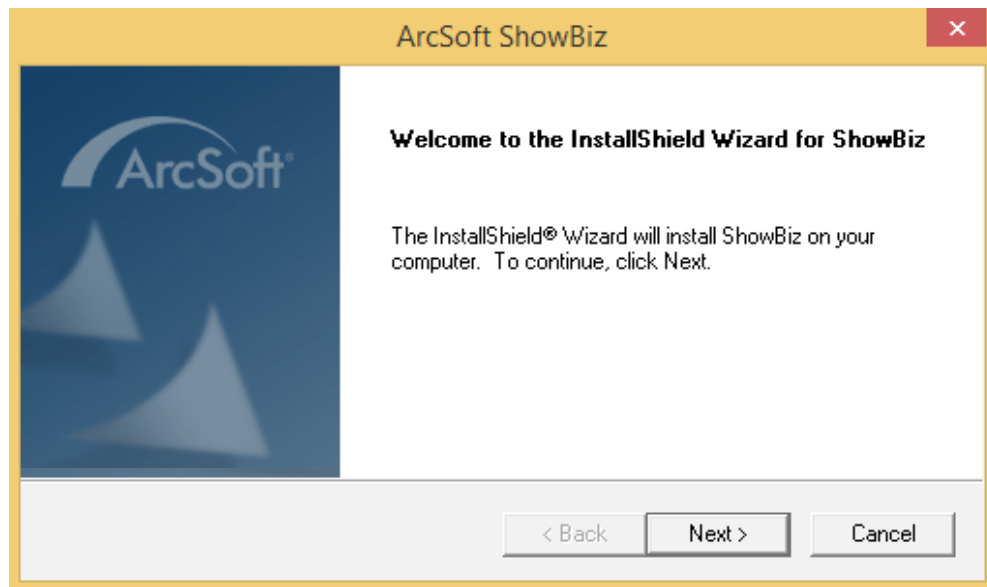 ArcSoft ShowBiz
ArcSoft®
Welcome to the InstallShield Wizard for ShowBiz
The InstallShield® Wizard will install ShowBiz on your
computer. To continue, click Next.
< Back
Next >
Cancel